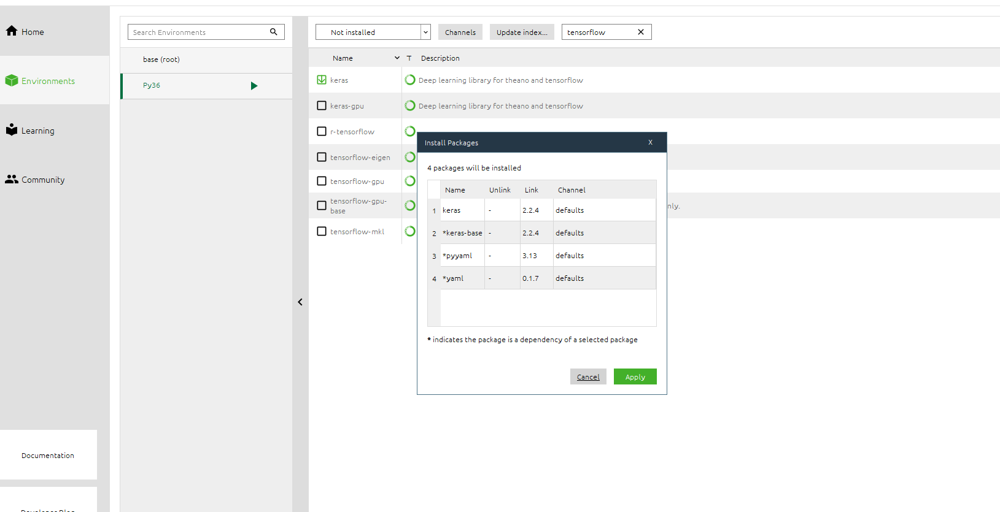 Home
Environments
Learning
Community
Documentation
Developer Blog
Search Environments
base (root)
Py36
Not installed
Channels
Update index...
tensorflow
Name T Description
keras Deep learning library for theano and tensorflow
keras-gpu Deep learning library for theano and tensorflow
r-tensorflow
tensorflow-eigen
tensorflow-gpu
tensorflow-gpu-
base
nly.
tensorflow-mkl
Install Packages X
4 packages will be installed
Name Unlink Link Channel
1 keras - 2.2.4 defaults
2 *keras-base - 2.2.4 defaults
3 *pyyaml - 3.13 defaults
4 *yaml - 0.1.7 defaults
* indicates the package is a dependency of a selected package
Cancel Apply